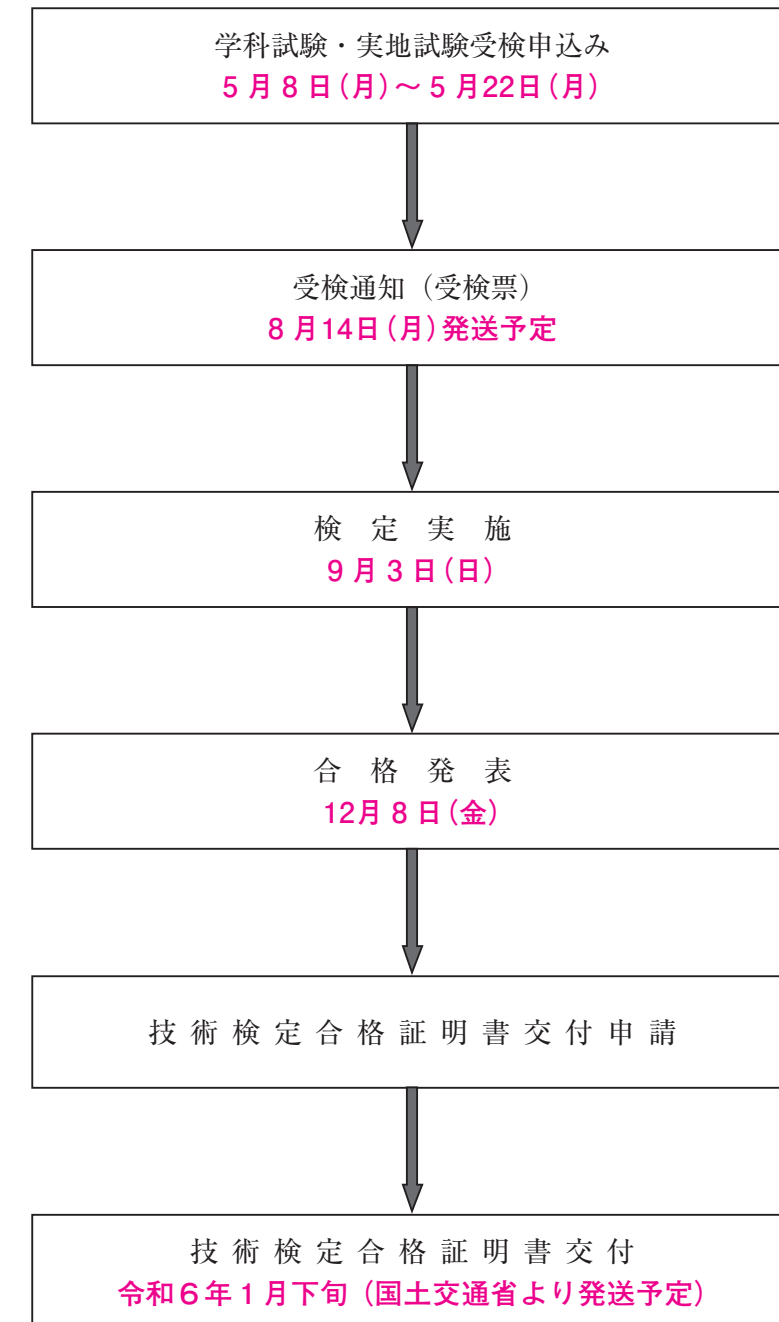 学科試験・実地試験受検申込み
5月8日(月)～5月22日(月)
受検通知(受検票)
8月14日(月)発送予定
検定実施
9月3日(日)
合格発表
12月8日(金)
技術検定合格証明書交付申請
技術検定合格証明書交付
令和6年1月下旬(国土交通省より発送予定)